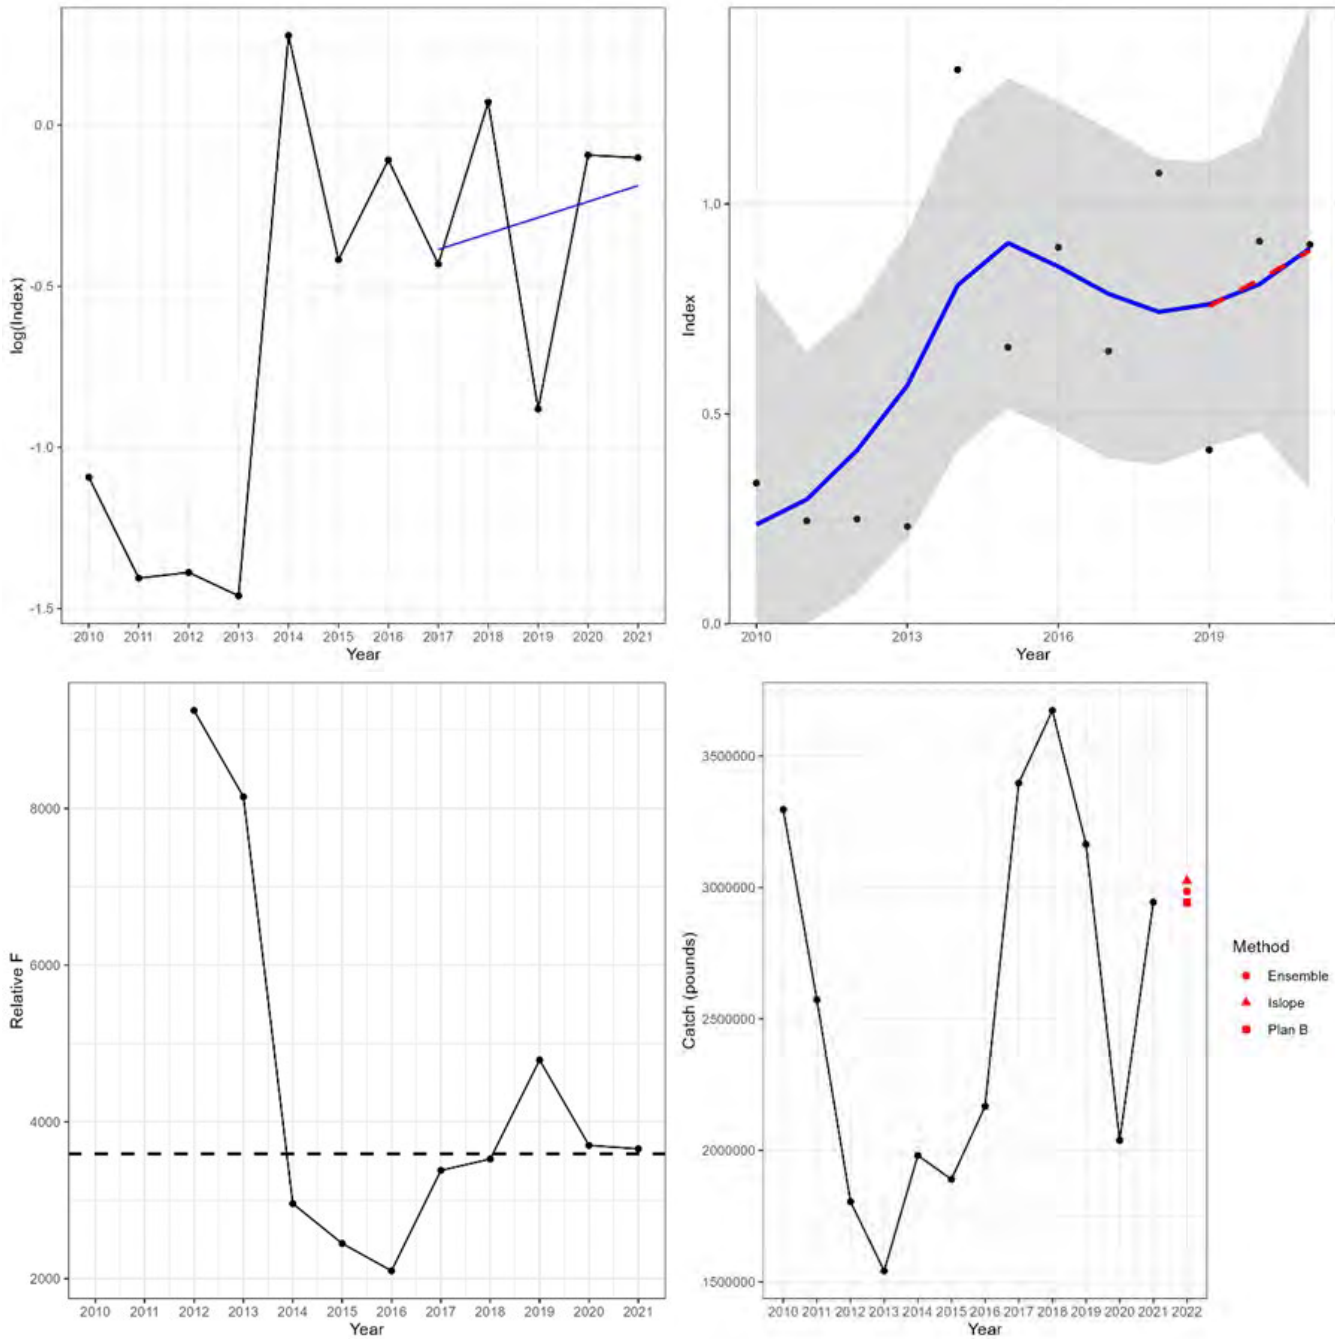 0.0
-0.5
-1.0
-1.5
log(Index)
2010 2011 2012 2013 2014 2015 2016 2017 2018 2019 2020 2021
Year
1.0
0.5
0.0
Index
2010 2013 2016 2019
Year
8000
6000
4000
2000
Relative F
2010 2011 2012 2013 2014 2015 2016 2017 2018 2019 2020 2021
Year
3500000
3000000
2500000
2000000
1500000
Catch (pounds)
2010 2011 2012 2013 2014 2015 2016 2017 2018 2019 2020 2021 2022
Year
Method
Ensemble
Islope
Plan B